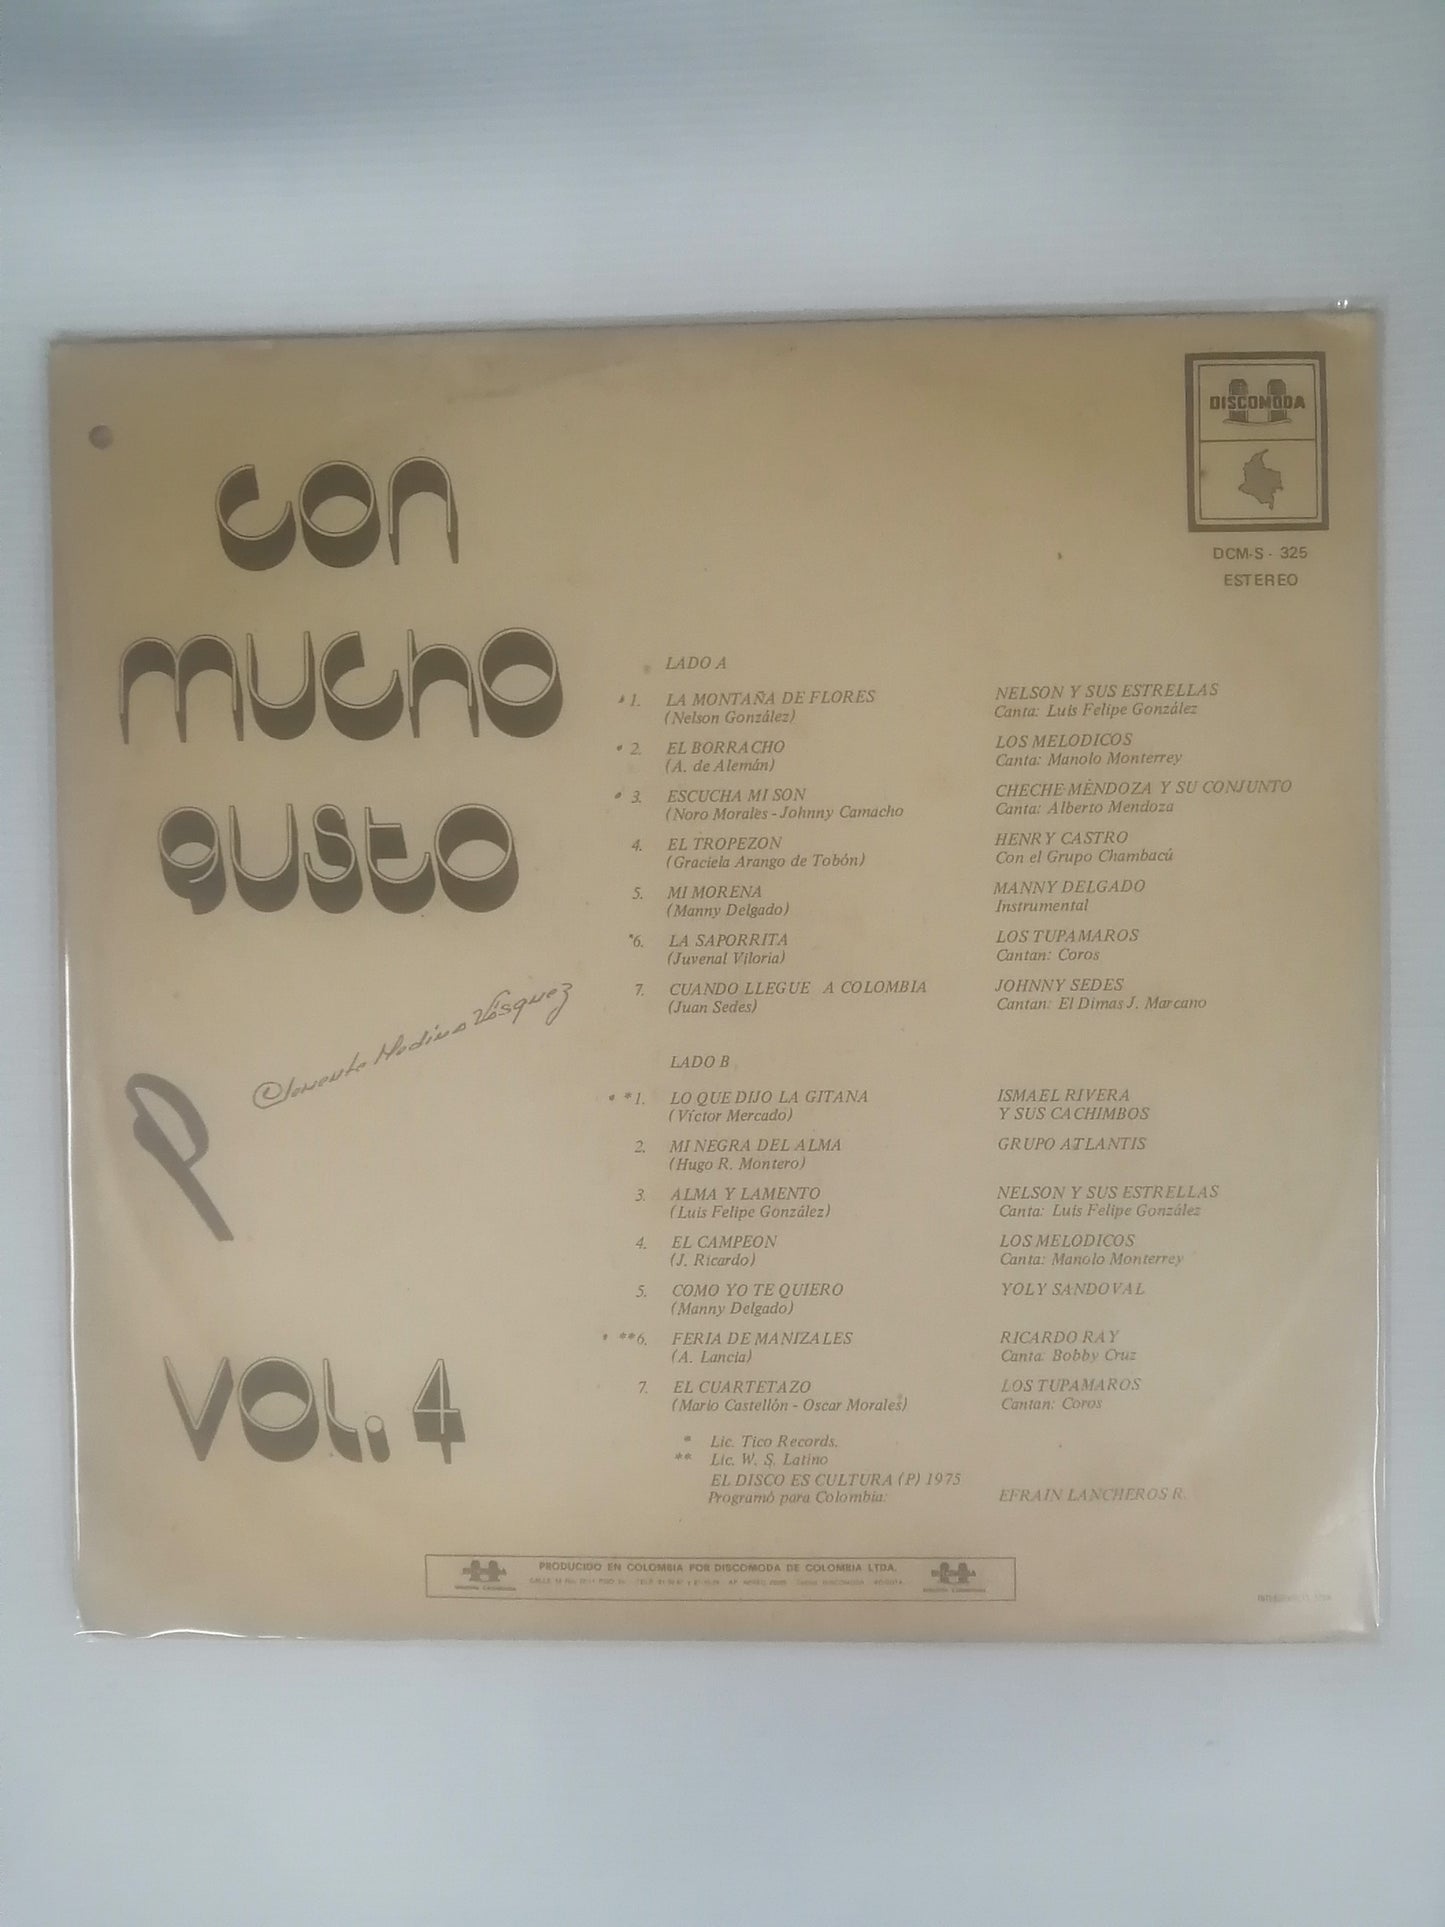 con
mucho
gusto
VOL. 4
Clemente Medina Vásquez
DISCOMODA
DCM-S - 325
ESTEREO
LADO A
1. LA MONTAÑA DE FLORES NELSON Y SUS ESTRELLAS
(Nelson González) Canta: Luis Felipe González
* 2. EL BORRACHO LOS MELODICOS
(A. de Alemán) Canta: Manolo Monterrey
* 3. ESCUCHA MI SON CHECHE MENDOZA Y SU CONJUNTO
(Noro Morales - Johnny Camacho Canta: Alberto Mendoza
4. EL TROPEZON HENRY CASTRO
(Graciela Arango de Tobón) Con el Grupo Chambacú
5. MI MORENA MANNY DELGADO
(Manny Delgado) Instrumental
*6. LA SAPORRITA LOS TUPAMAROS
(Juvenal Viloria) Cantan: Coros
7. CUANDO LLEGUE A COLOMBIA JOHNNY SEDES
(Juan Sedes) Cantan: El Dimas J. Marcano
LADO B
* *1. LO QUE DIJO LA GITANA ISMAEL RIVERA
(Víctor Mercado) Y SUS CACHIMBOS
2. MI NEGRA DEL ALMA GRUPO ATLANTIS
(Hugo R. Montero)
3. ALMA Y LAMENTO NELSON Y SUS ESTRELLAS
(Luis Felipe González) Canta: Luis Felipe González
4. EL CAMPEON LOS MELODICOS
(J. Ricardo) Canta: Manolo Monterrey
5. COMO YO TE QUIERO YOLY SANDOVAL
(Manny Delgado)
* **6. FERIA DE MANIZALES RICARDO RAY
(A. Lancia) Canta: Bobby Cruz
7. EL CUARTETAZO LOS TUPAMAROS
(Mario Castellón - Oscar Morales) Cantan: Coros
* Lic. Tico Records.
** Lic. W. S. Latino
EL DISCO ES CULTURA (P) 1975
Programó para Colombia: EFRAIN LANCHEROS R.
PRODUCIDO EN COLOMBIA POR DISCOMODA DE COLOMBIA LTDA.